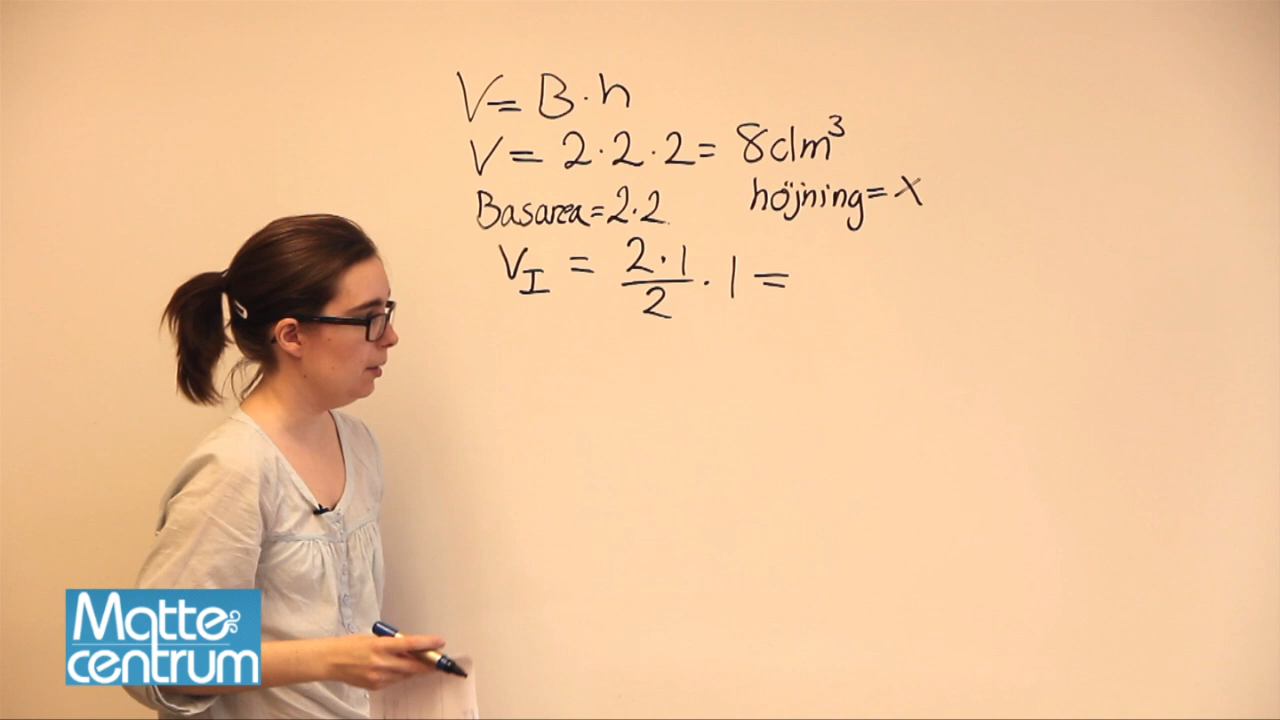 V = B · h
V = 2 · 2 · 2 = 8 dm³
Basarea = 2 · 2
höjning = x
V_I = (2 · 1)/2 · 1 =
Matte
centrum